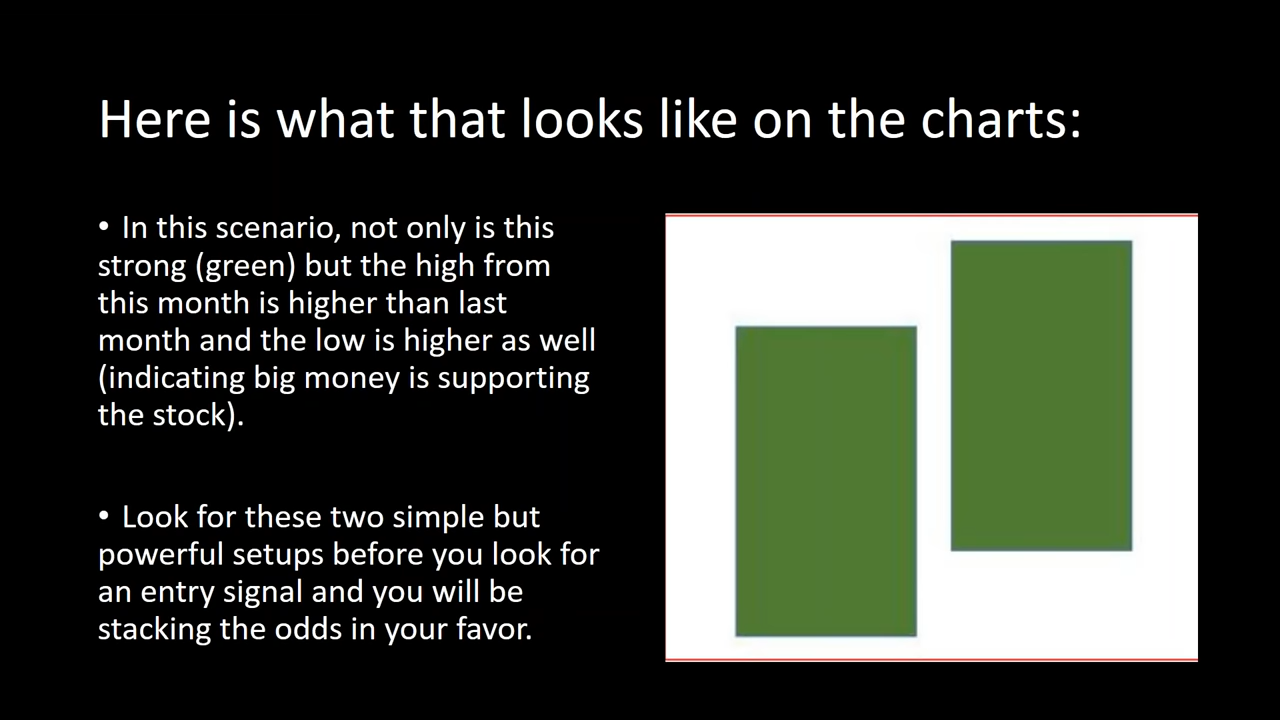 Here is what that looks like on the charts:
• In this scenario, not only is this
strong (green) but the high from
this month is higher than last
month and the low is higher as well
(indicating big money is supporting
the stock).
• Look for these two simple but
powerful setups before you look for
an entry signal and you will be
stacking the odds in your favor.